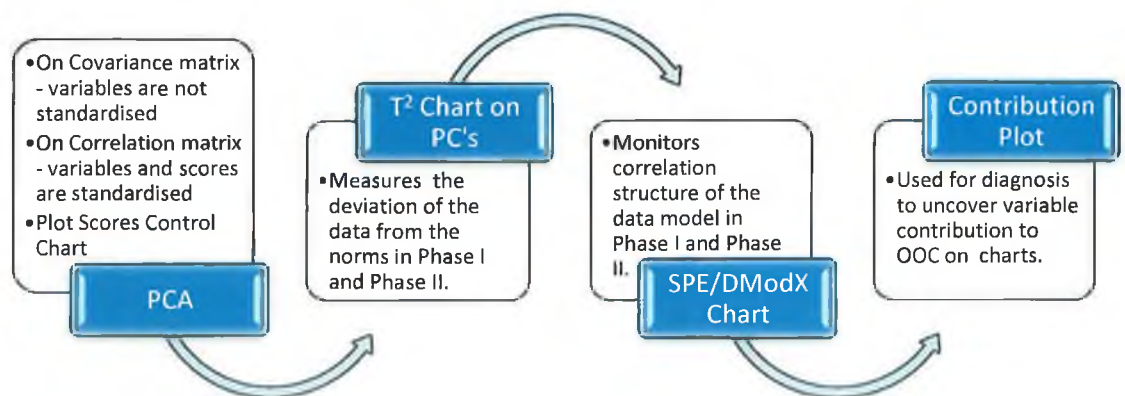 •On Covariance matrix
- variables are not
standardised
•On Correlation matrix
- variables and scores
are standardised
•Plot Scores Control
Chart
PCA
T² Chart on
PC's
•Measures the
deviation of the
data from the
norms in Phase I
and Phase II.
•Monitors
correlation
structure of the
data model in
Phase I and Phase
II.
SPE/DModX
Chart
Contribution
Plot
•Used for diagnosis
to uncover variable
contribution to
OOC on charts.